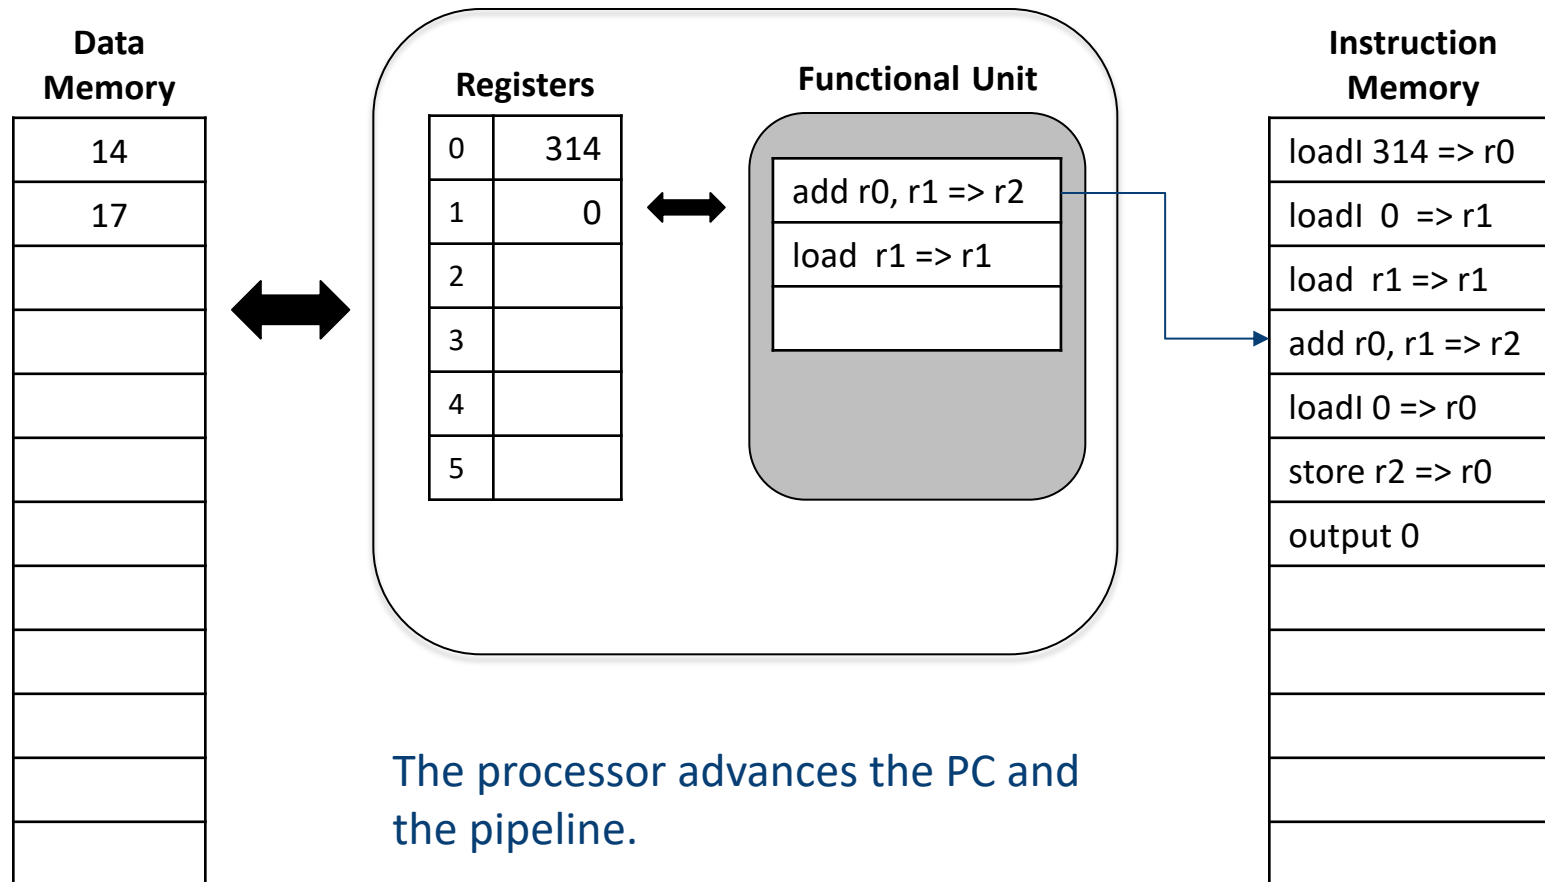 Data
Memory
14
17
Registers
0 314
1 0
2
3
4
5
Functional Unit
add r0, r1 => r2
load r1 => r1
Instruction
Memory
loadI 314 => r0
loadI 0 => r1
load r1 => r1
add r0, r1 => r2
loadI 0 => r0
store r2 => r0
output 0
The processor advances the PC and
the pipeline.